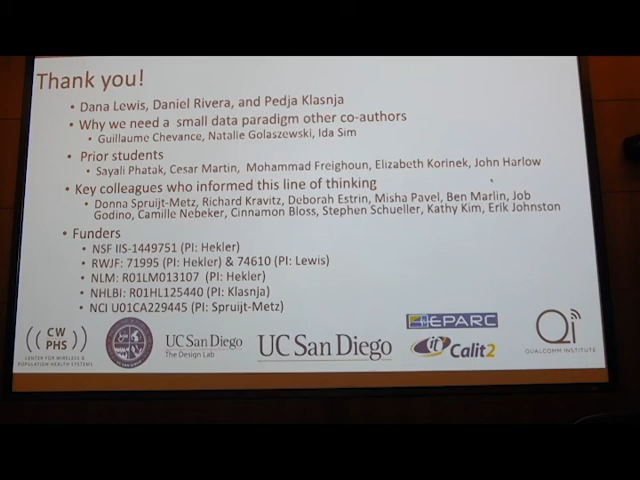 Thank you!
• Dana Lewis, Daniel Rivera, and Pedja Klasnja
• Why we need a small data paradigm other co-authors
• Guillaume Chevance, Natalie Golaszewski, Ida Sim
• Prior students
• Sayali Phatak, Cesar Martin, Mohammad Freighoun, Elizabeth Korinek, John Harlow
• Key colleagues who informed this line of thinking
• Donna Spruijt-Metz, Richard Kravitz, Deborah Estrin, Misha Pavel, Ben Marlin, Job
Godino, Camille Nebeker, Cinnamon Bloss, Stephen Schueller, Kathy Kim, Erik Johnston
• Funders
• NSF IIS-1449751 (PI: Hekler)
• RWJF: 71995 (PI: Hekler) & 74610 (PI: Lewis)
• NLM: R01LM013107 (PI: Hekler)
• NHLBI: R01HL125440 (PI: Klasnja)
• NCI U01CA229445 (PI: Spruijt-Metz)
CW
PHS
CENTER FOR WIRELESS &
POPULATION HEALTH SYSTEMS
UC San Diego
The Design Lab
UC San Diego
EPARC
it Calit2
Qi
QUALCOMM INSTITUTE